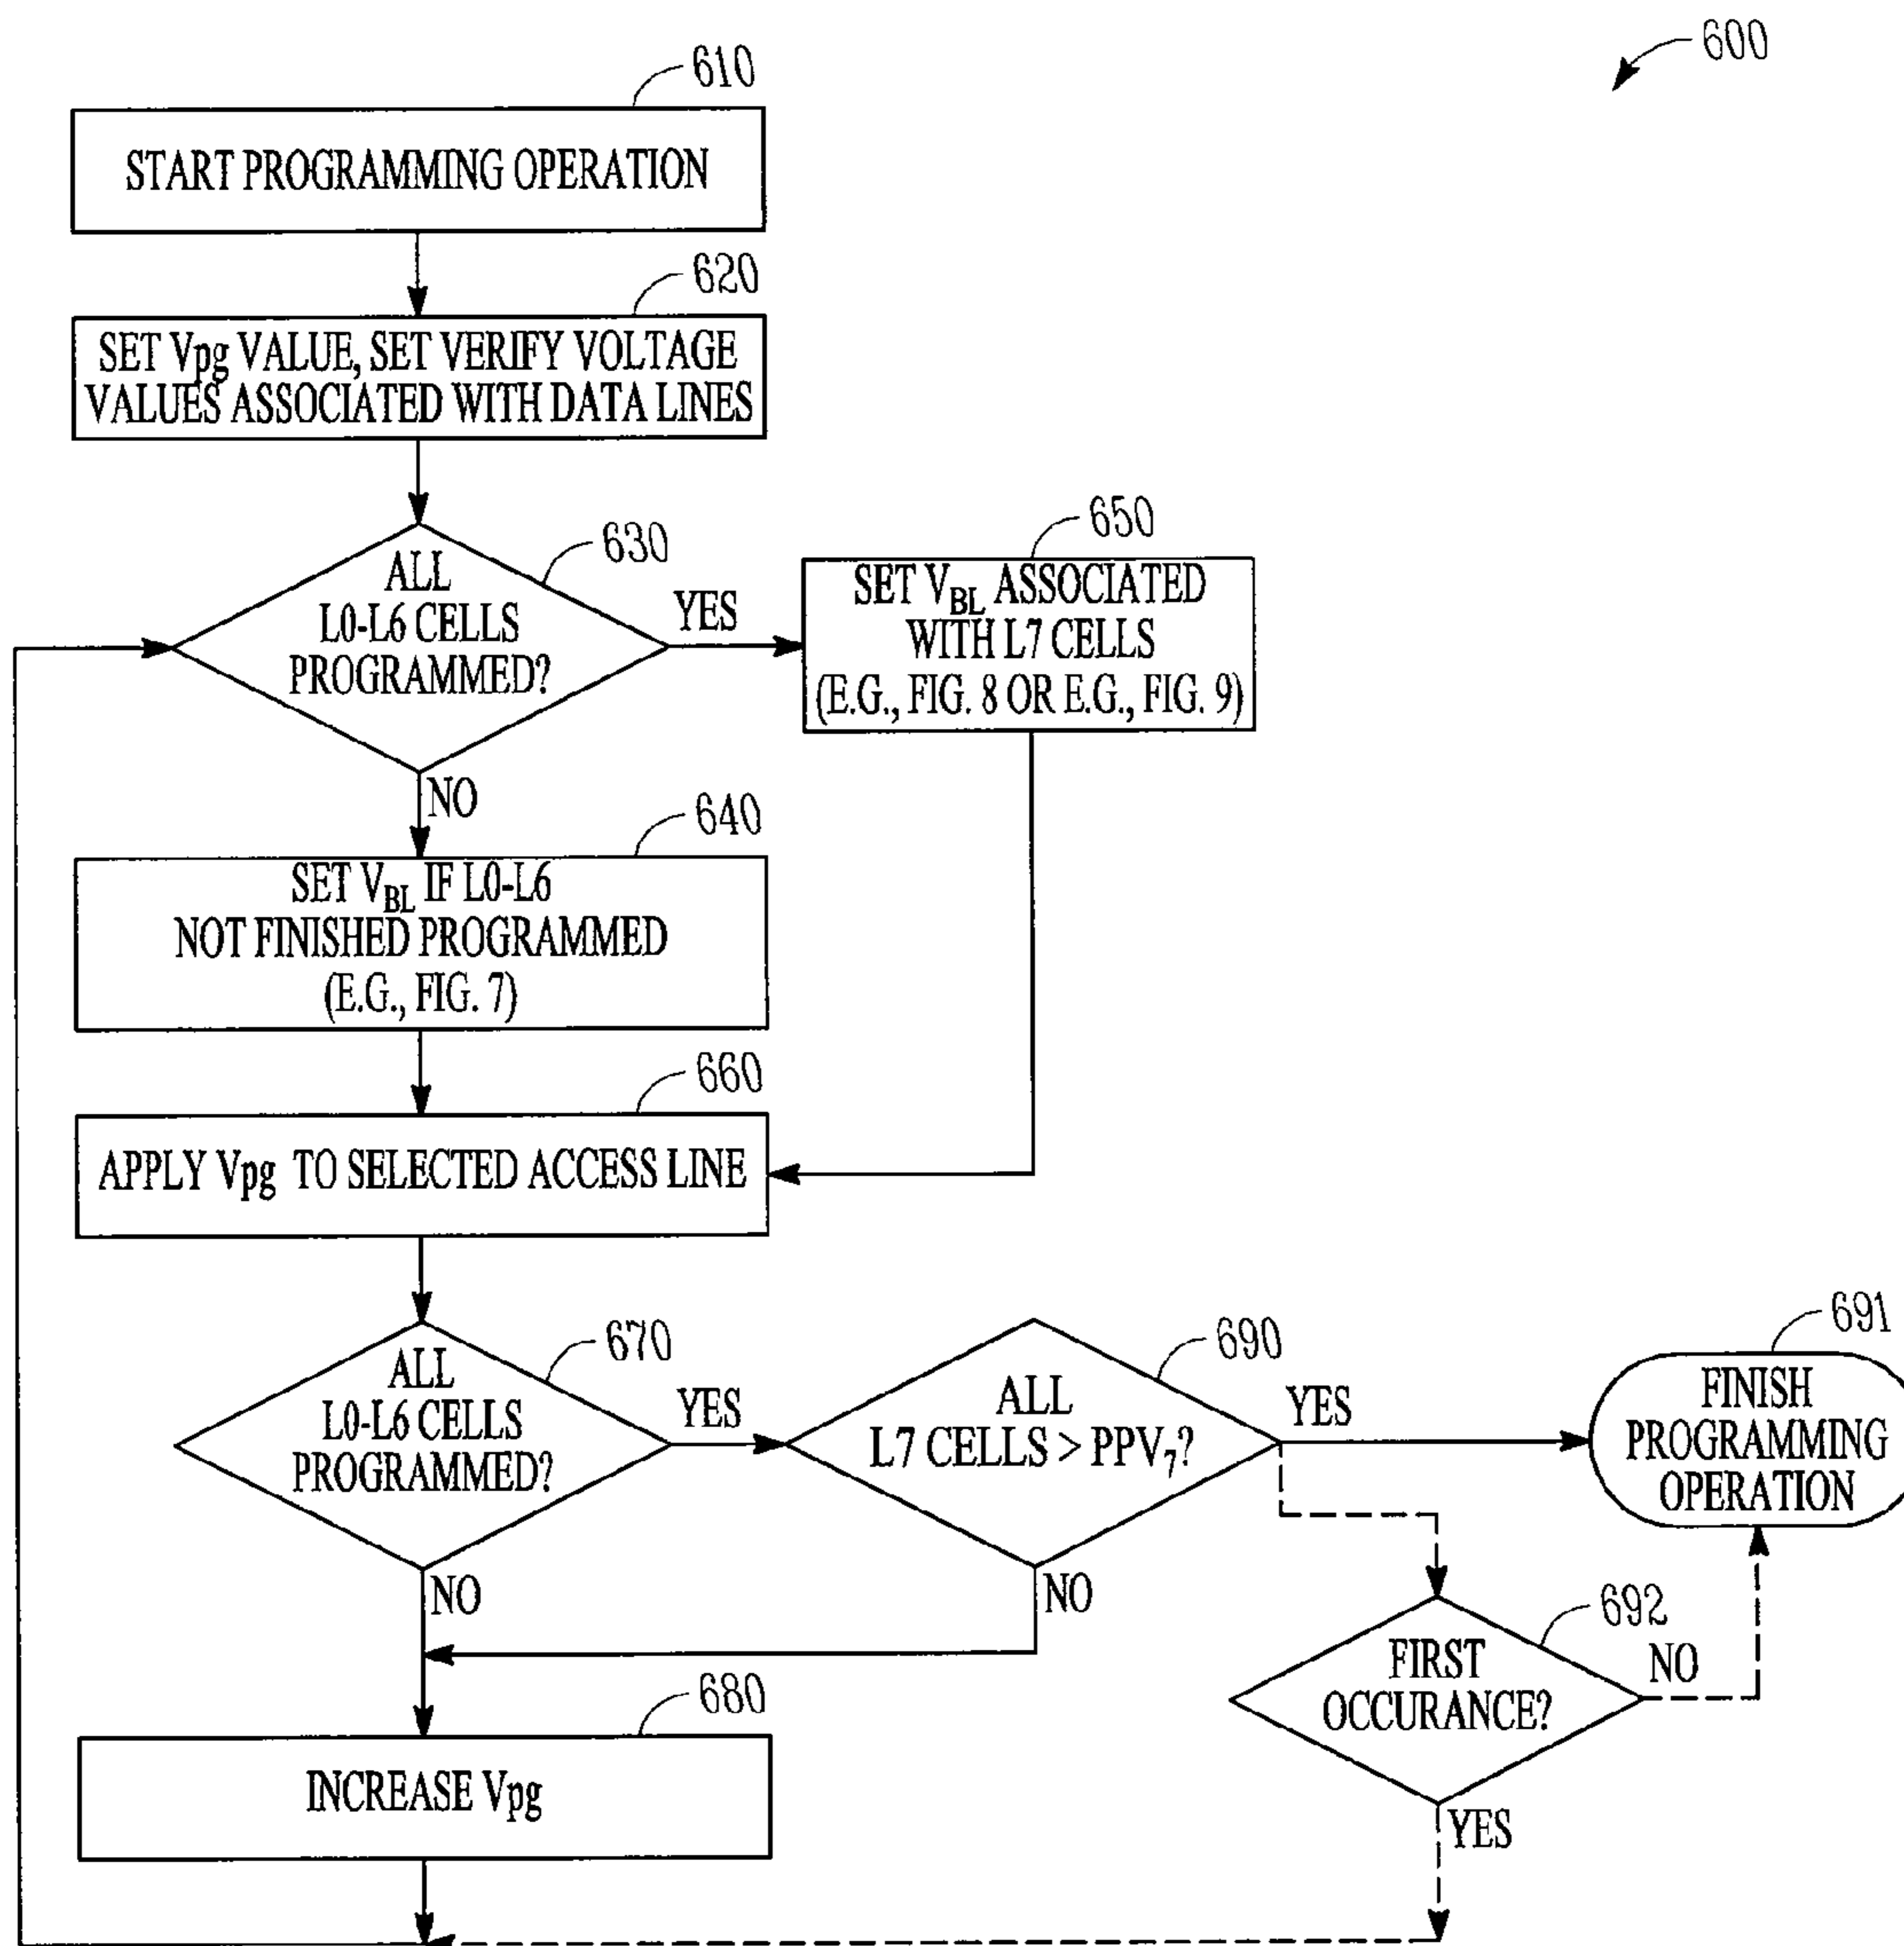 600
610
START PROGRAMMING OPERATION
620
SET Vpg VALUE, SET VERIFY VOLTAGE
VALUES ASSOCIATED WITH DATA LINES
630
ALL
L0-L6 CELLS
PROGRAMMED?
YES
NO
650
SET VBL ASSOCIATED
WITH L7 CELLS
(E.G., FIG. 8 OR E.G., FIG. 9)
640
SET VBL IF L0-L6
NOT FINISHED PROGRAMMED
(E.G., FIG. 7)
660
APPLY Vpg TO SELECTED ACCESS LINE
670
ALL
L0-L6 CELLS
PROGRAMMED?
YES
NO
690
ALL
L7 CELLS > PPV7?
YES
NO
691
FINISH
PROGRAMMING
OPERATION
692
FIRST
OCCURANCE?
NO
YES
680
INCREASE Vpg